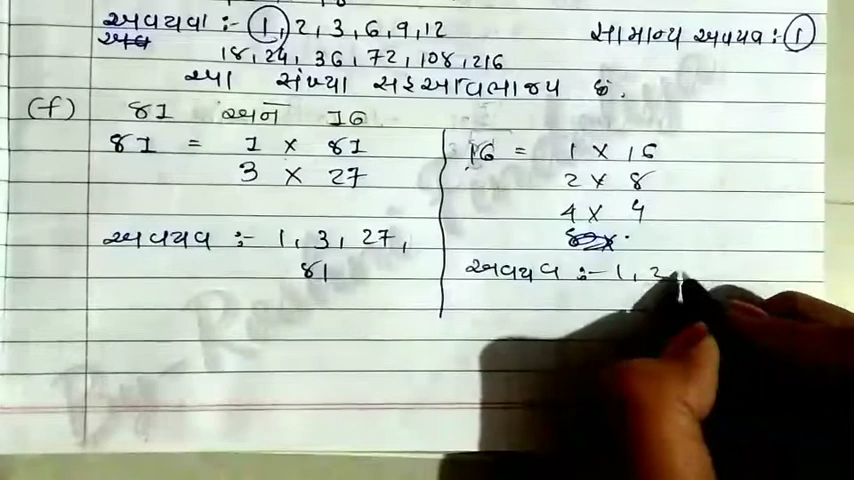 અવયવો :- 1, 2, 3, 6, 9, 12
સામાન્ય અવયવ : 1
18, 24, 36, 72, 108, 216
આ સંખ્યા સહઅવિભાજ્ય છે.
(f) 81 અને 16
81 = 1 x 81
3 x 27
અવયવ :- 1, 3, 27,
81
16 = 1 x 16
2 x 8
4 x 4
અવયવ :- 1, 2